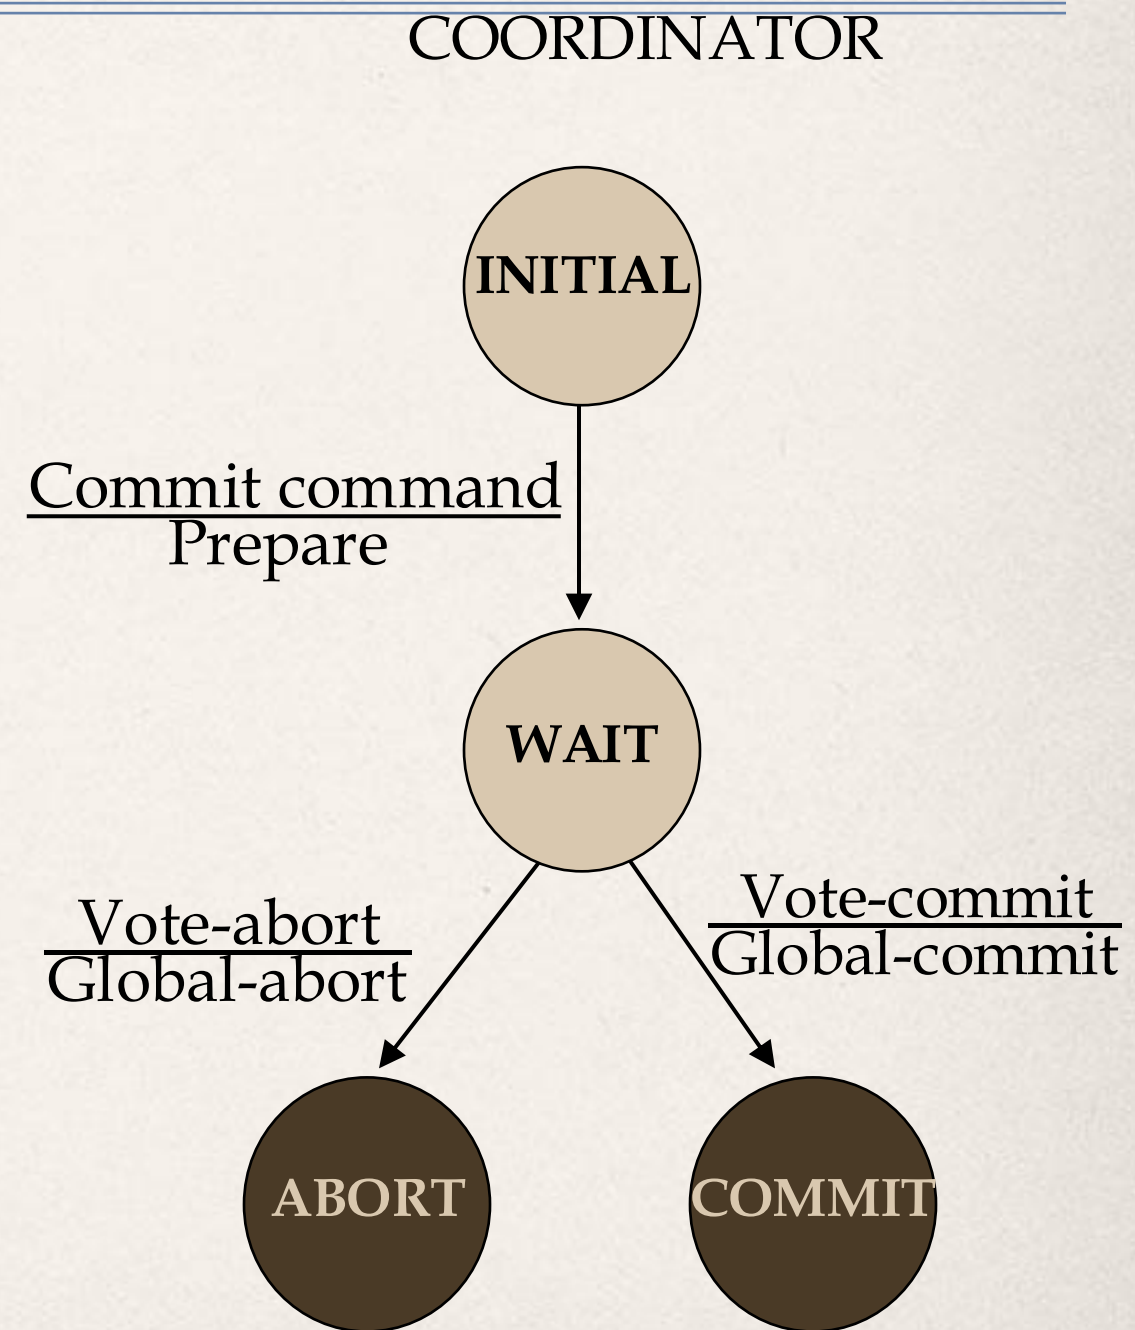 COORDINATOR
INITIAL
Commit command
Prepare
WAIT
Vote-abort
Global-abort
Vote-commit
Global-commit
ABORT
COMMIT